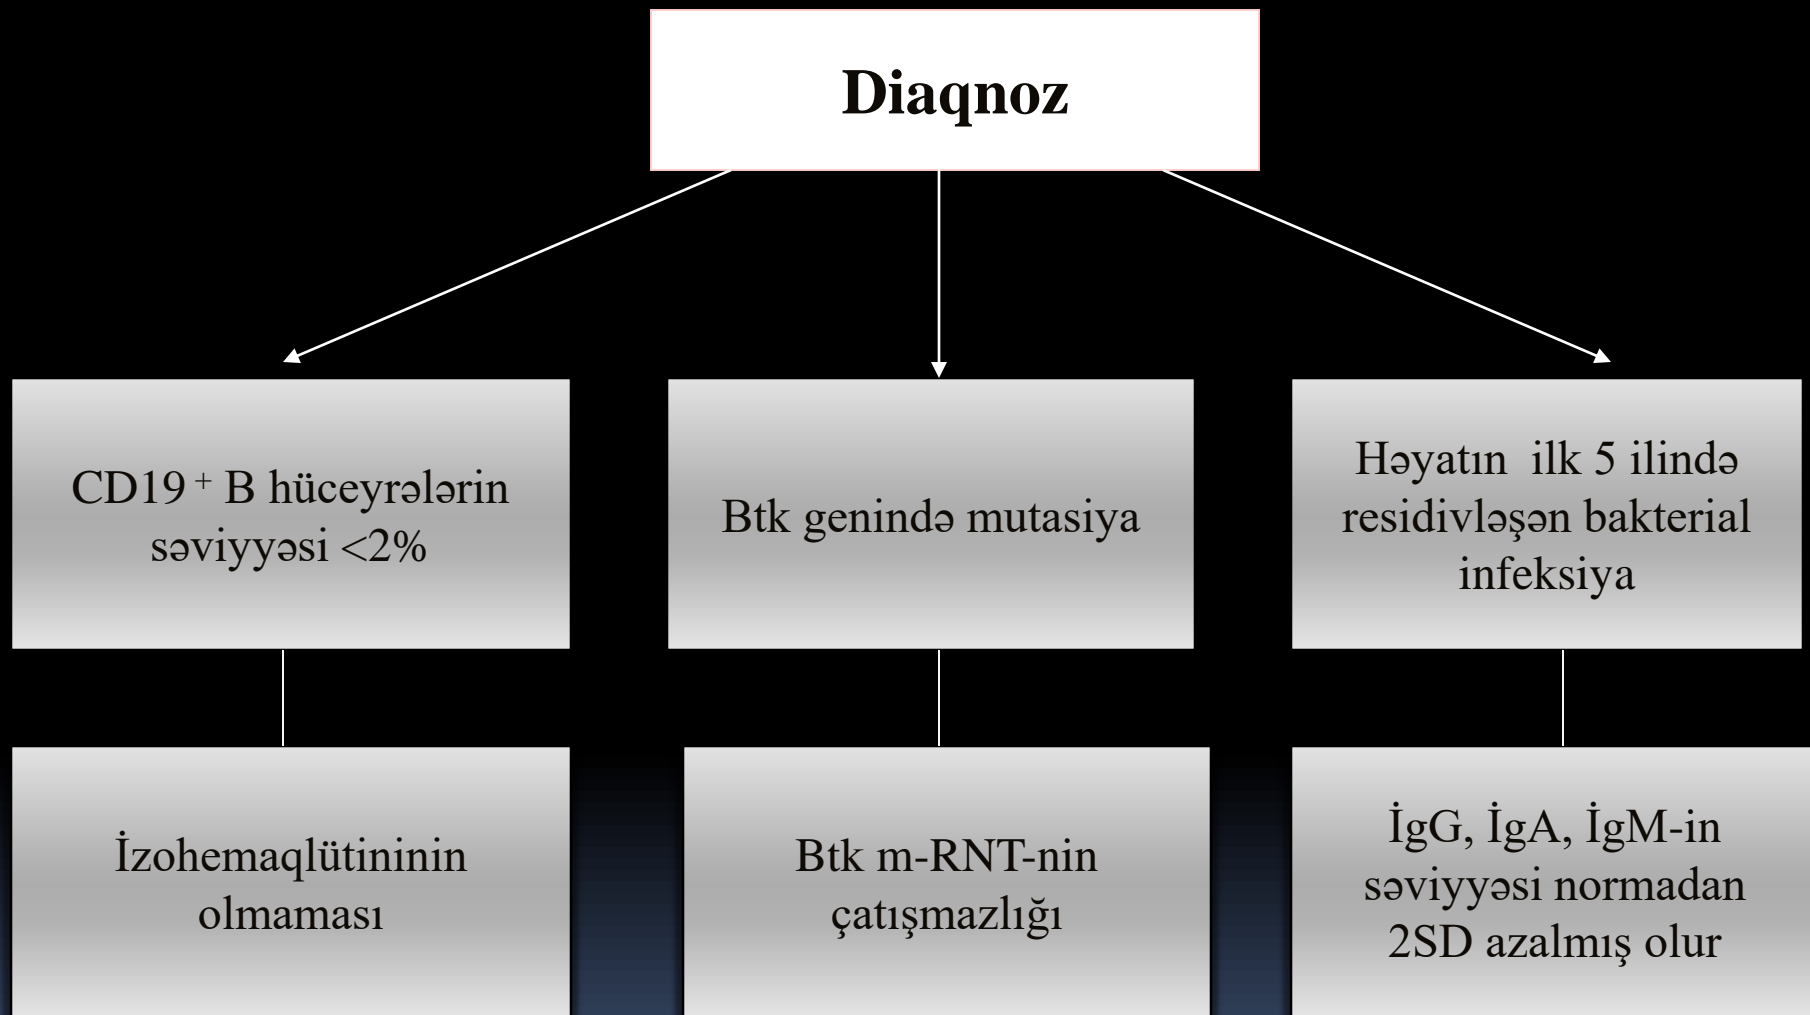 Diaqnoz
CD19 + B hüceyrələrin
səviyyəsi <2%
Btk genində mutasiya
Həyatın ilk 5 ilində
residivləşən bakterial
infeksiya
İzohemaqlütininin
olmaması
Btk m-RNT-nin
çatışmazlığı
İgG, İgA, İgM-in
səviyyəsi normadan
2SD azalmış olur